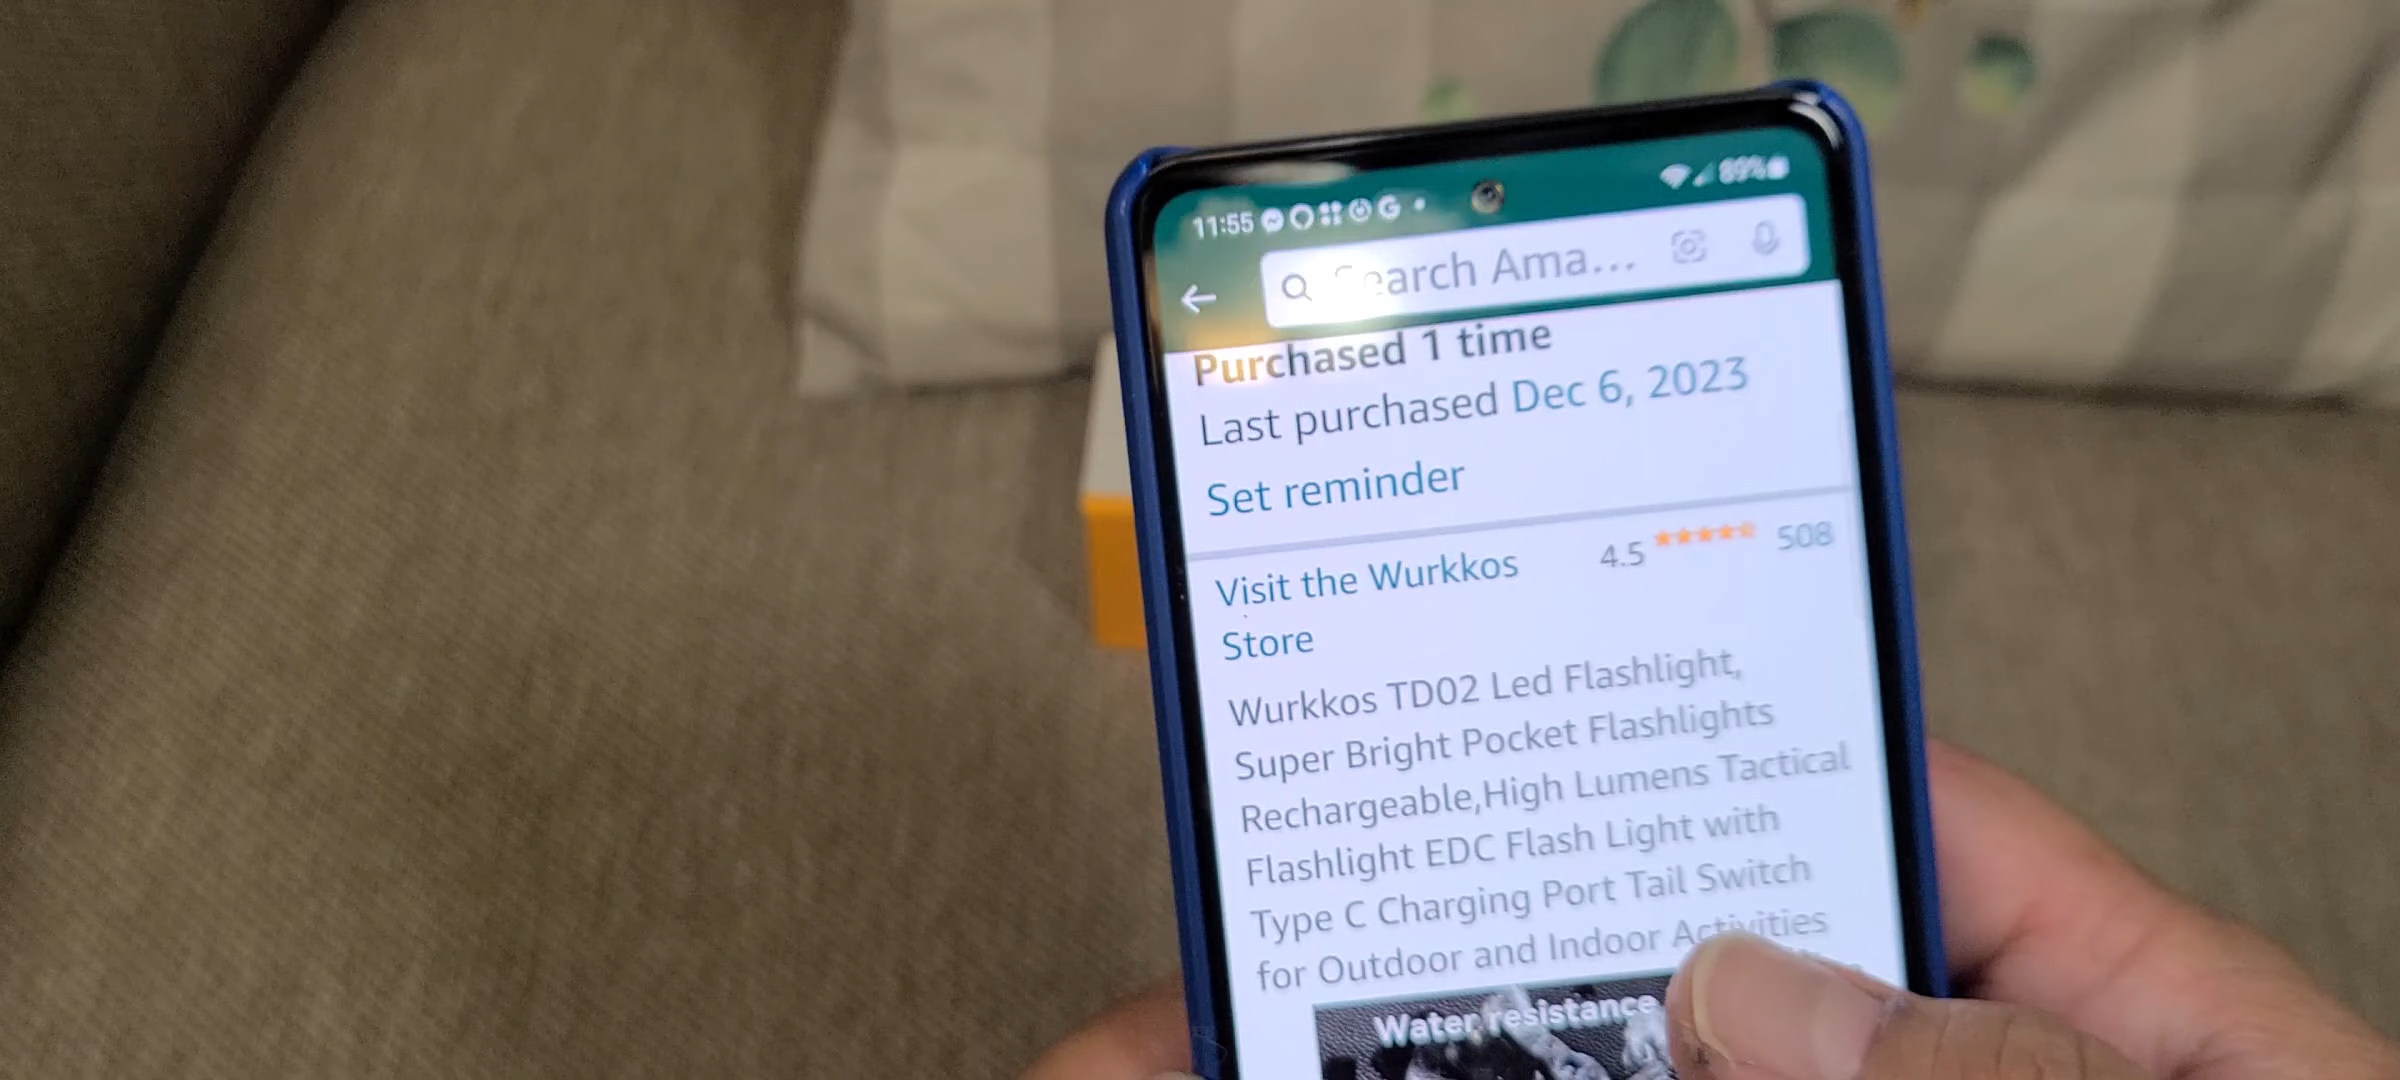 11:55
89%
Search Ama...
Purchased 1 time
Last purchased Dec 6, 2023
Set reminder
Visit the Wurkkos 4.5 508
Store
Wurkkos TD02 Led Flashlight,
Super Bright Pocket Flashlights
Rechargeable,High Lumens Tactical
Flashlight EDC Flash Light with
Type C Charging Port Tail Switch
for Outdoor and Indoor Activities
Water resistance